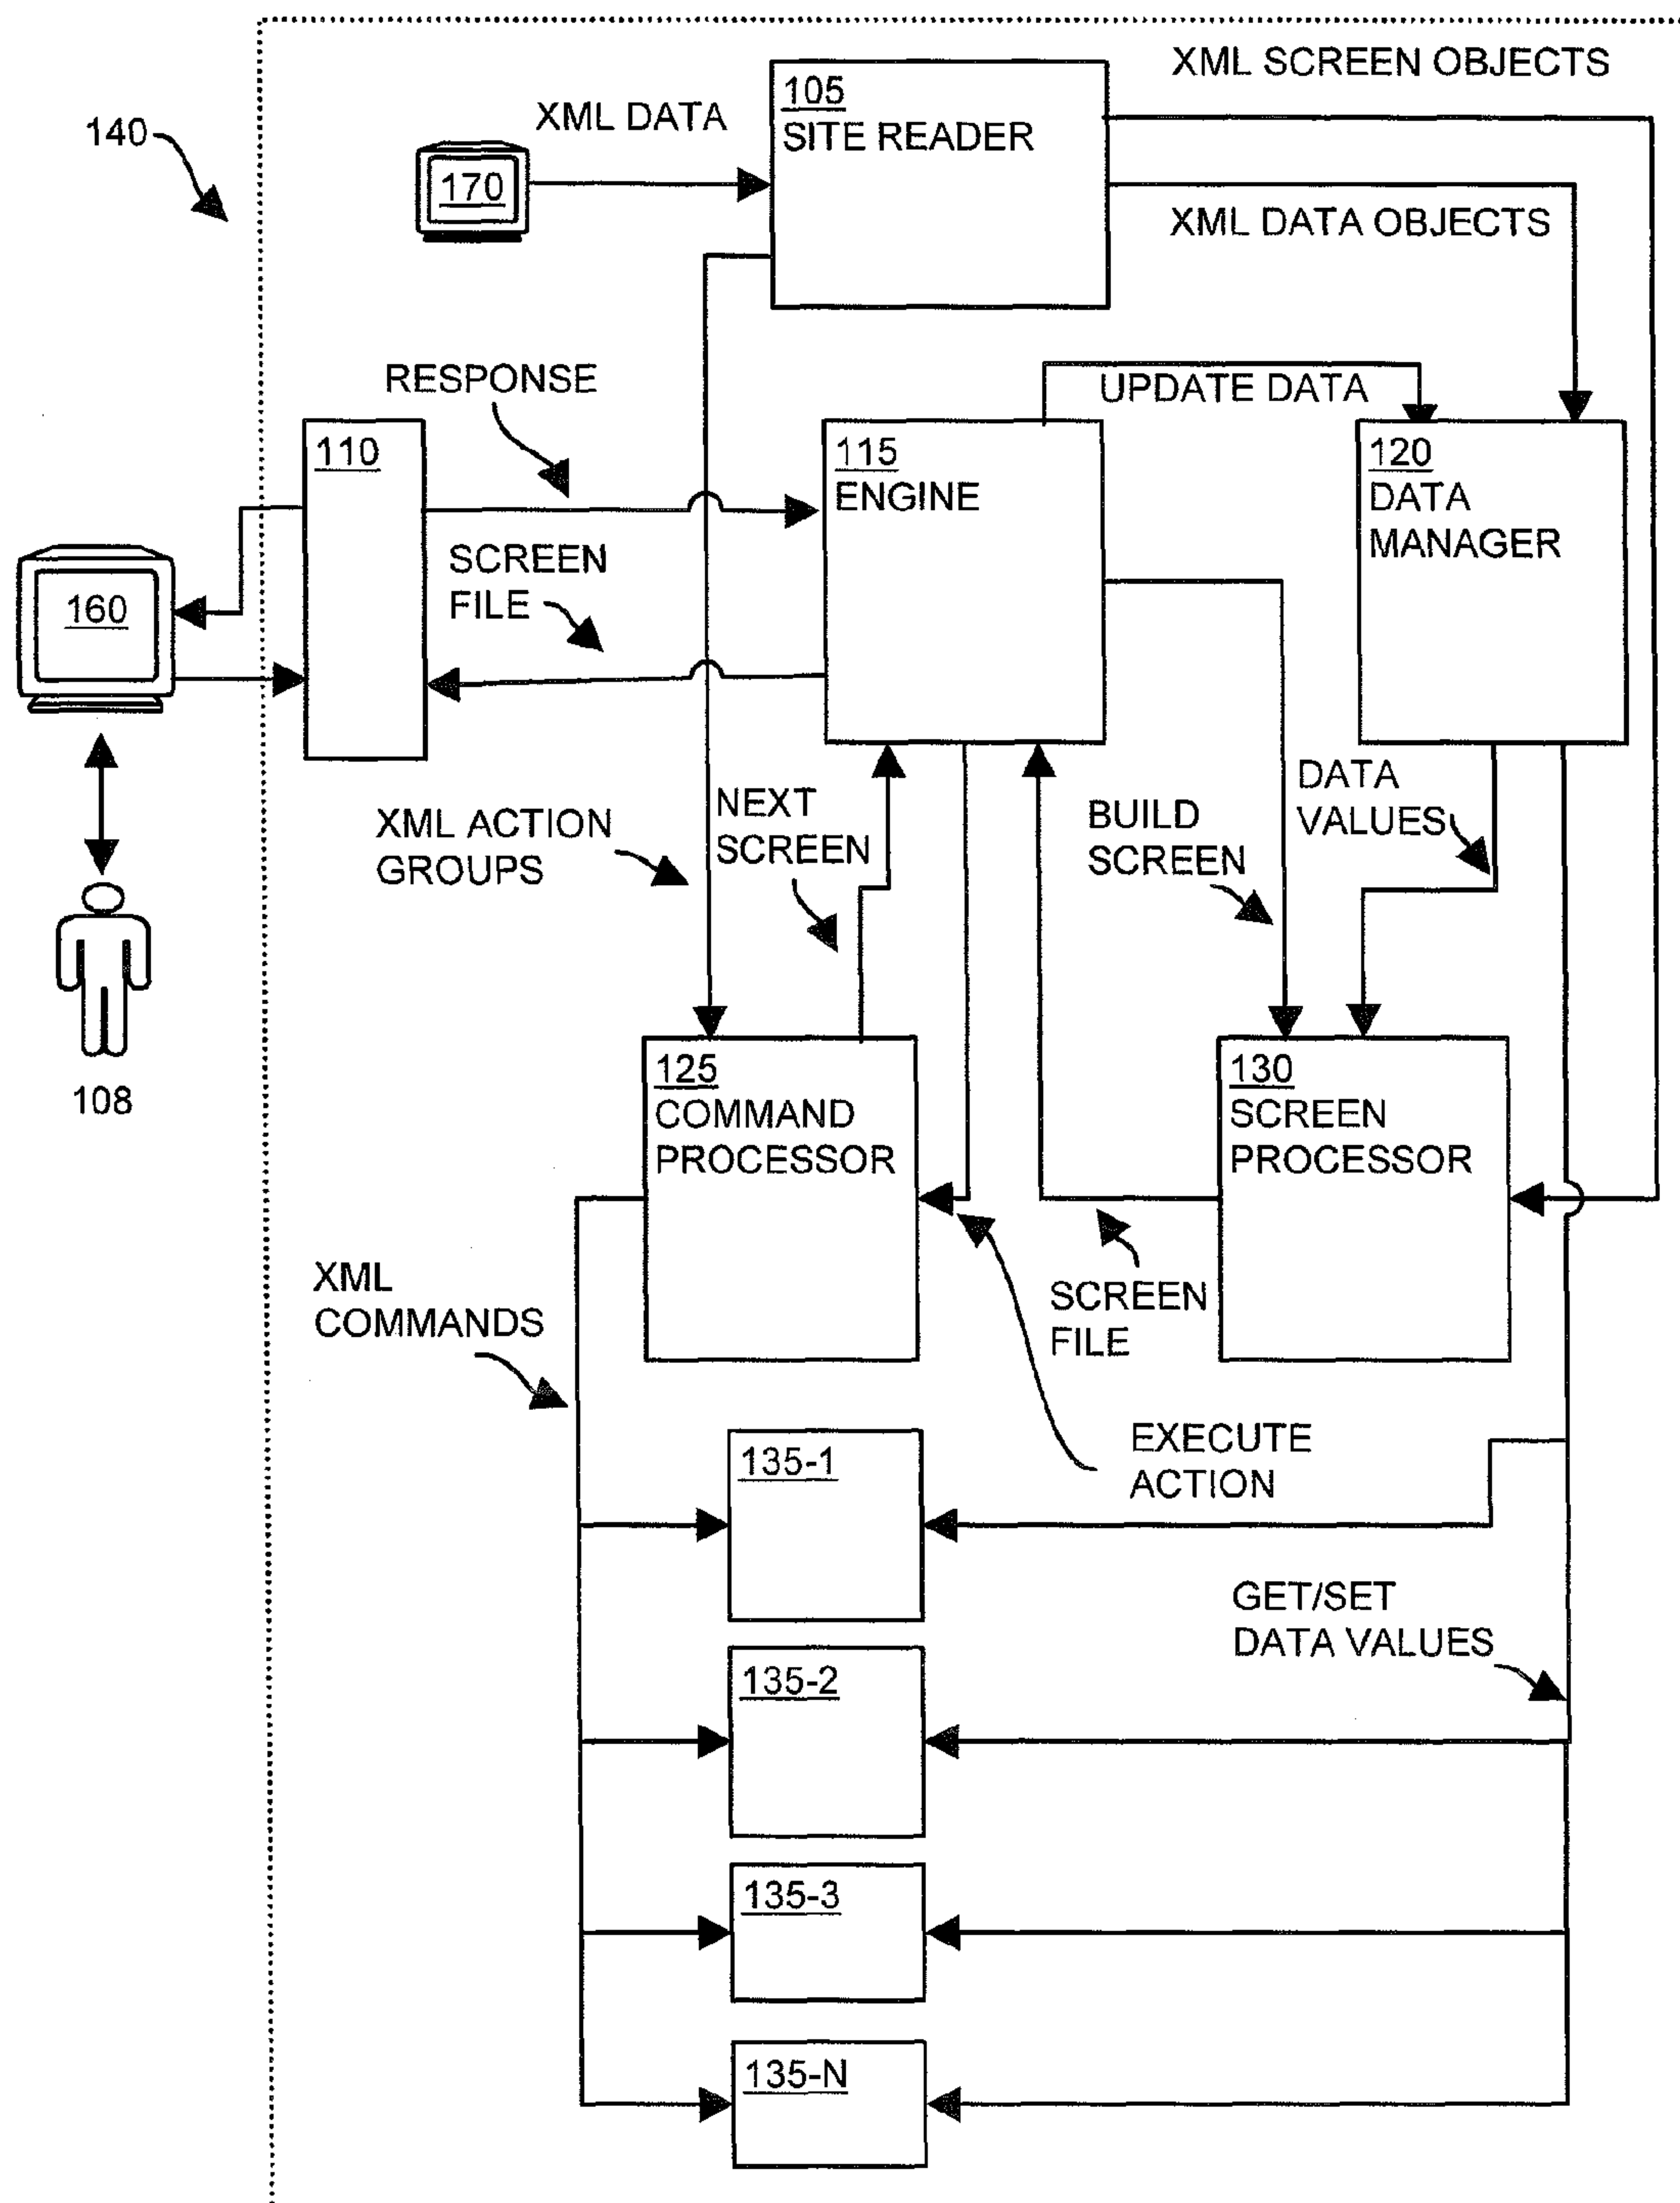 XML SCREEN OBJECTS
105
SITE READER
XML DATA
140
170
XML DATA OBJECTS
RESPONSE
UPDATE DATA
110
115
ENGINE
120
DATA
MANAGER
SCREEN
FILE
160
DATA
VALUES
NEXT
SCREEN
BUILD
SCREEN
XML ACTION
GROUPS
108
125
COMMAND
PROCESSOR
130
SCREEN
PROCESSOR
XML
COMMANDS
SCREEN
FILE
EXECUTE
ACTION
135-1
GET/SET
DATA VALUES
135-2
135-3
135-N